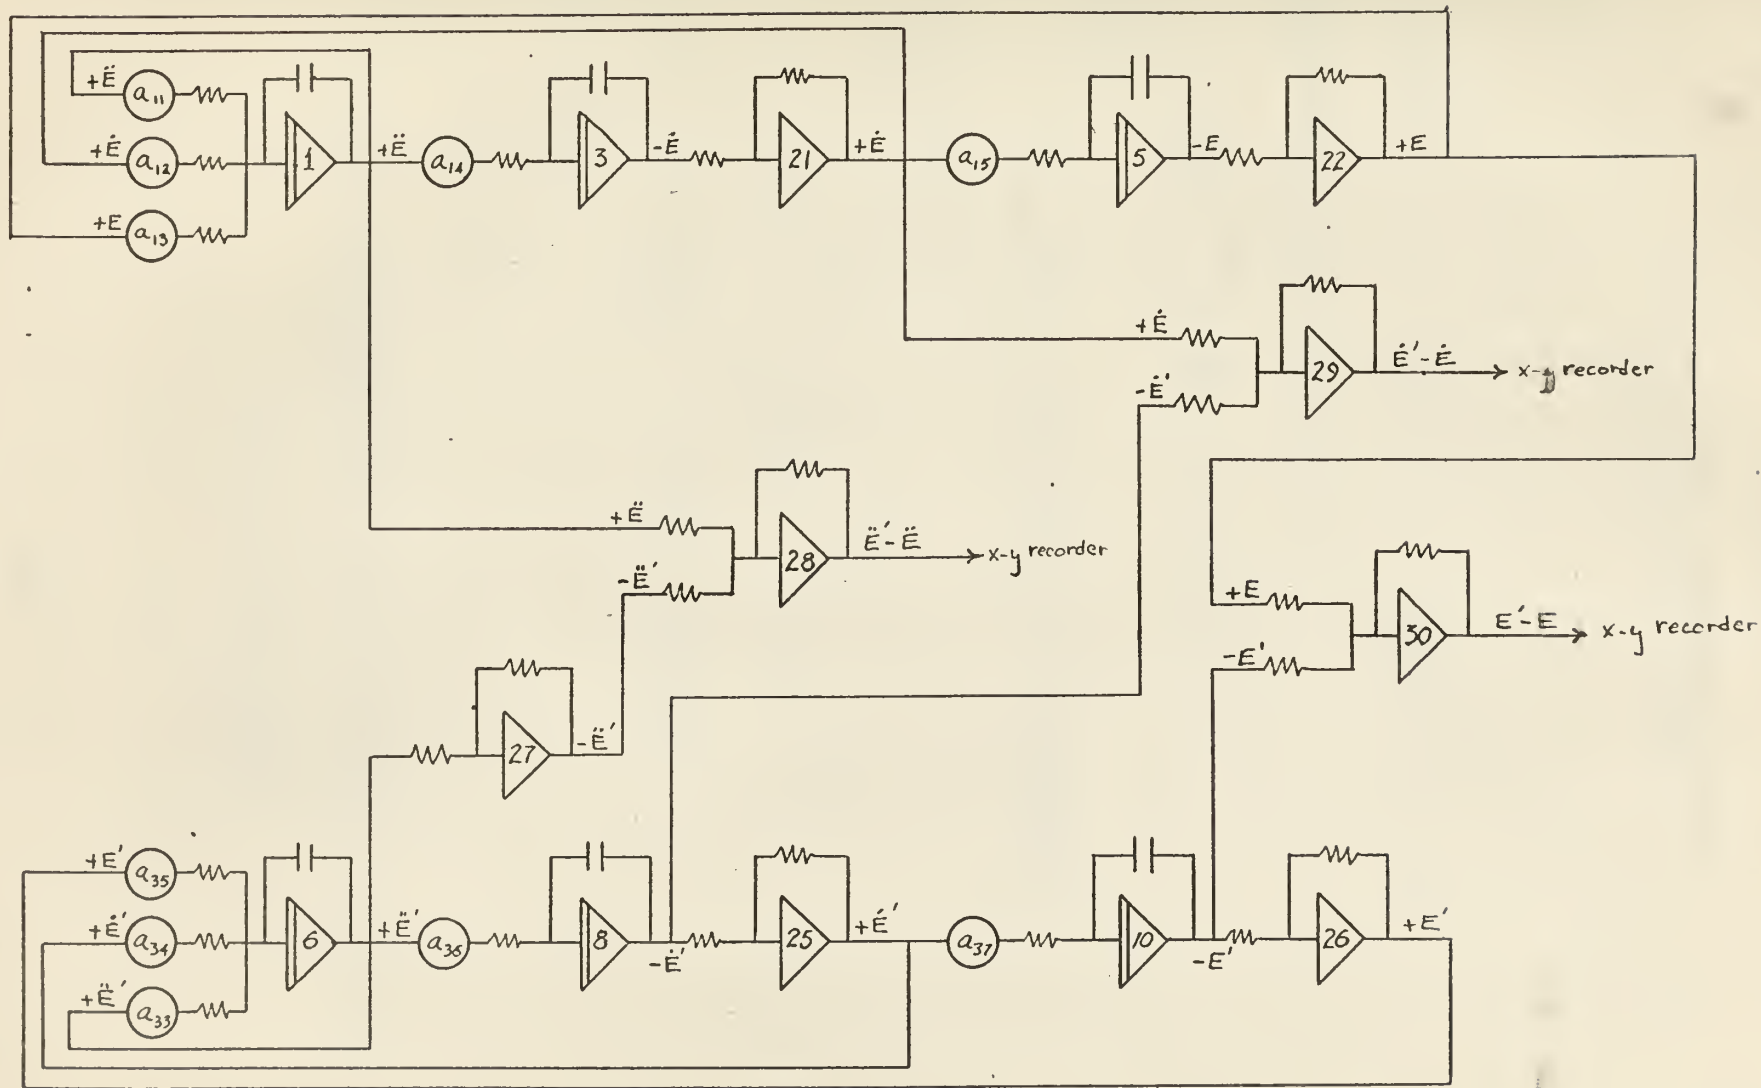 +Ë a₁₁
+Ė a₁₂
+E a₁₃
1 +Ë a₁₄ 3 -Ė 21 +Ė a₁₅ 5 -E 22 +E
+Ė
-Ė′
29 Ė′-Ė x-y recorder
+Ë
-Ë′
28 Ë′-Ë x-y recorder
+E
-E′
30 E′-E x-y recorder
27 -Ë′
+E′ a₃₅
+Ė′ a₃₄
+Ë′ a₃₃
6 +Ë′ a₃₆ 8 -Ė′ 25 +Ė′ a₃₇ 10 -E′ 26 +E′